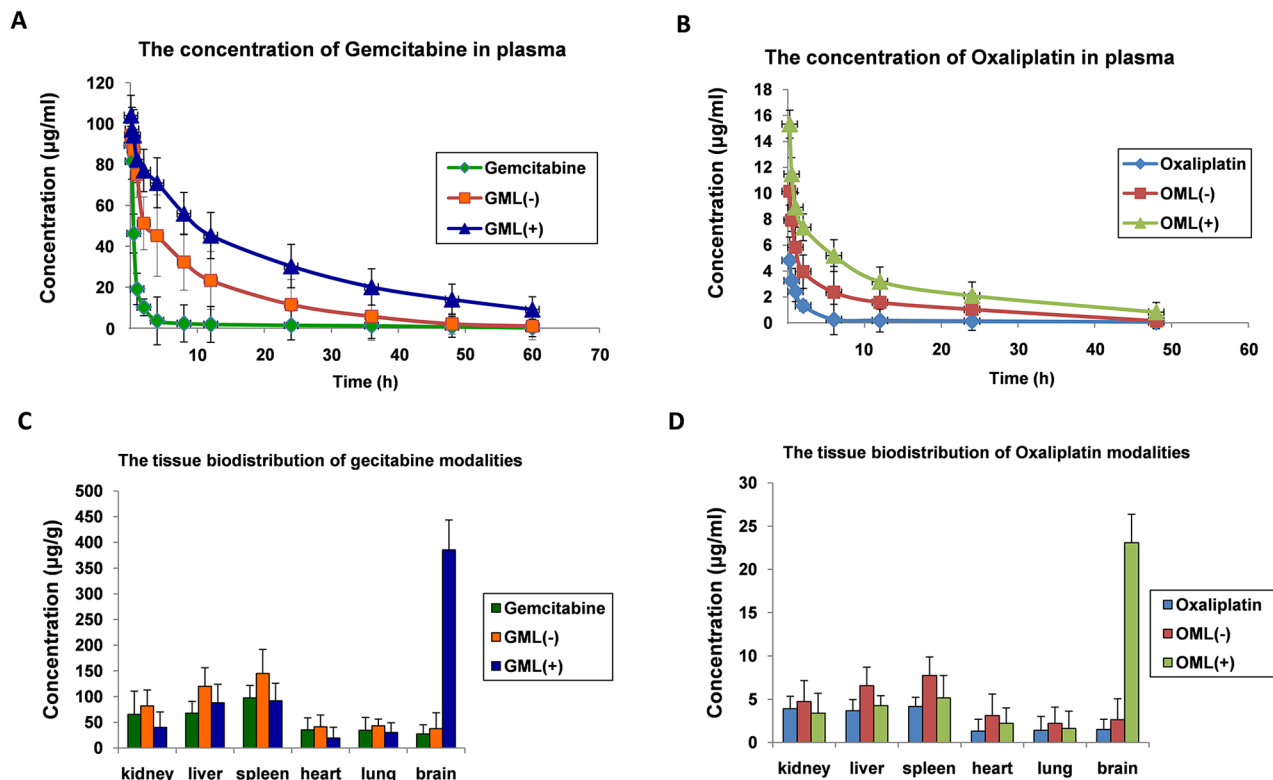 A
The concentration of Gemcitabine in plasma
Concentration (µg/ml)
120
100
80
60
40
20
0
10
20
30
40
50
60
70
Time (h)
Gemcitabine
GML(-)
GML(+)
B
The concentration of Oxaliplatin in plasma
Concentration (µg/ml)
18
16
14
12
10
8
6
4
2
0
10
20
30
40
50
60
Time (h)
Oxaliplatin
OML(-)
OML(+)
C
The tissue biodistribution of gecitabine modalities
Concentration (µg/g)
500
450
400
350
300
250
200
150
100
50
0
kidney liver spleen heart lung brain
Gemcitabine
GML(-)
GML(+)
D
The tissue biodistribution of Oxaliplatin modalities
Concentration (µg/ml)
30
25
20
15
10
5
0
kidney liver spleen heart lung brain
Oxaliplatin
OML(-)
OML(+)